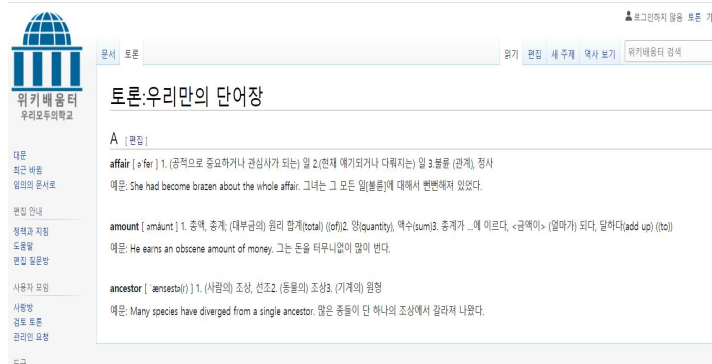 로그인하지 않음 토론 기
문서 토론 읽기 편집 새 주제 역사 보기 위키배움터 검색
위키배움터
우리모두의학교
대문
최근 바뀜
임의의 문서로
편집 안내
정책과 지침
도움말
편집 질문방
사용자 모임
사랑방
검토 토론
관리인 요청
도구
토론:우리만의 단어장
A [편집]
affair [ əˈfer ] 1. (공적으로 중요하거나 관심사가 되는) 일 2.(현재 얘기되거나 다뤄지는) 일 3.불륜 (관계), 정사
예문: She had become brazen about the whole affair. 그녀는 그 모든 일[불륜]에 대해서 뻔뻔해져 있었다.
amount [ əmáunt ] 1. 총액, 총계; (대부금의) 원리 합계(total) ((of))2. 양(quantity), 액수(sum)3. 총계가 ...에 이르다, <금액이> (얼마가) 되다, 달하다(add up) ((to))
예문: He earns an obscene amount of money. 그는 돈을 터무니없이 많이 번다.
ancestor [ ˈænsestə(r) ] 1. (사람의) 조상, 선조2. (동물의) 조상3. (기계의) 원형
예문: Many species have diverged from a single ancestor. 많은 종들이 단 하나의 조상에서 갈라져 나왔다.